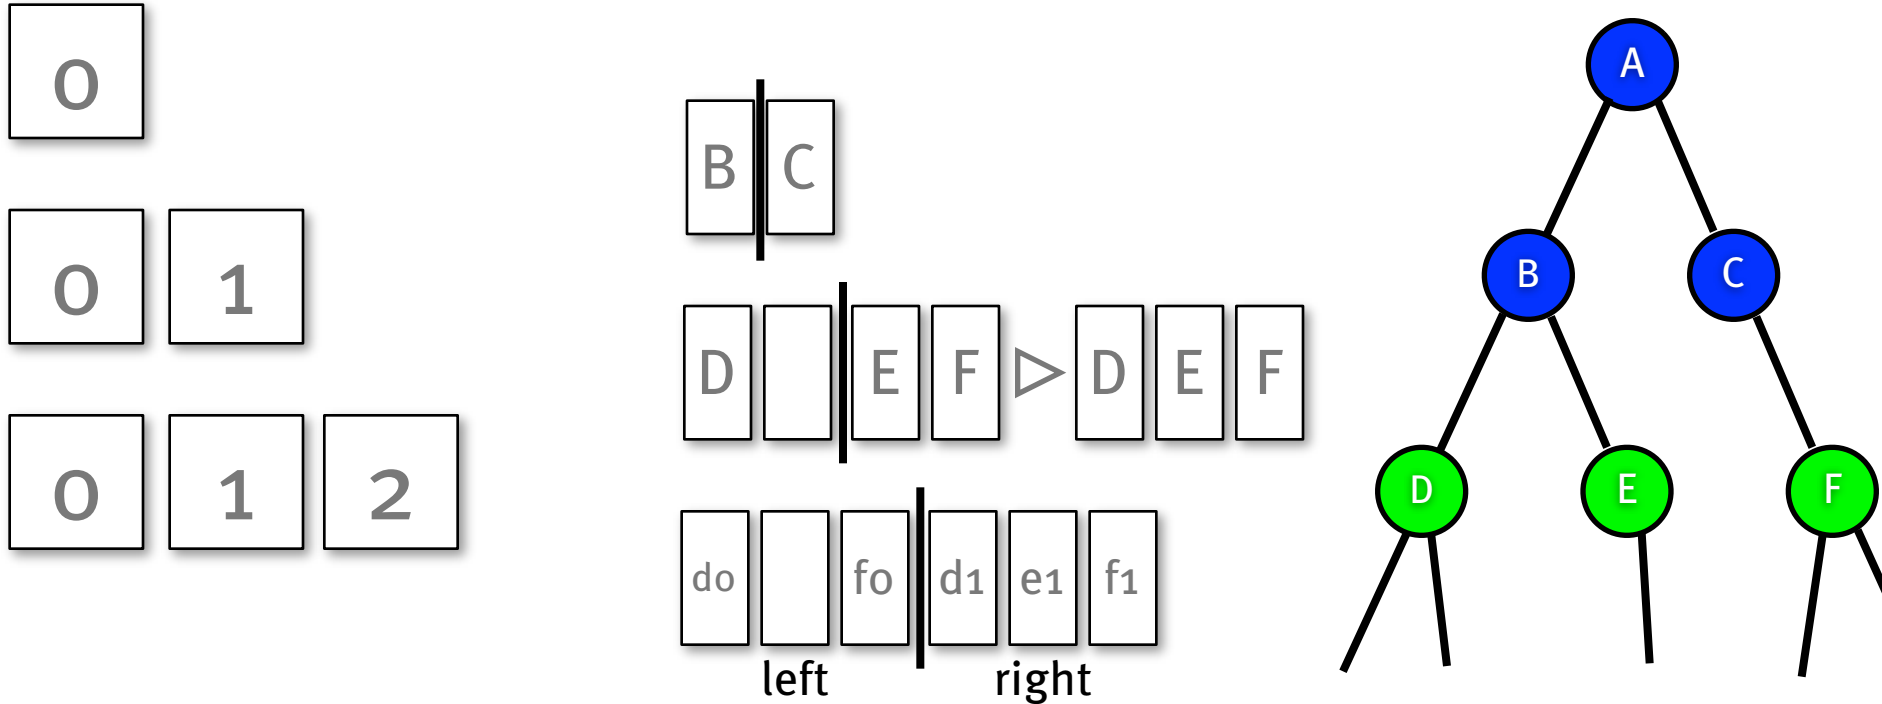 0
0 1
0 1 2
B C
D E F D E F
do fo d1 e1 f1
left right
A
B C
D E F